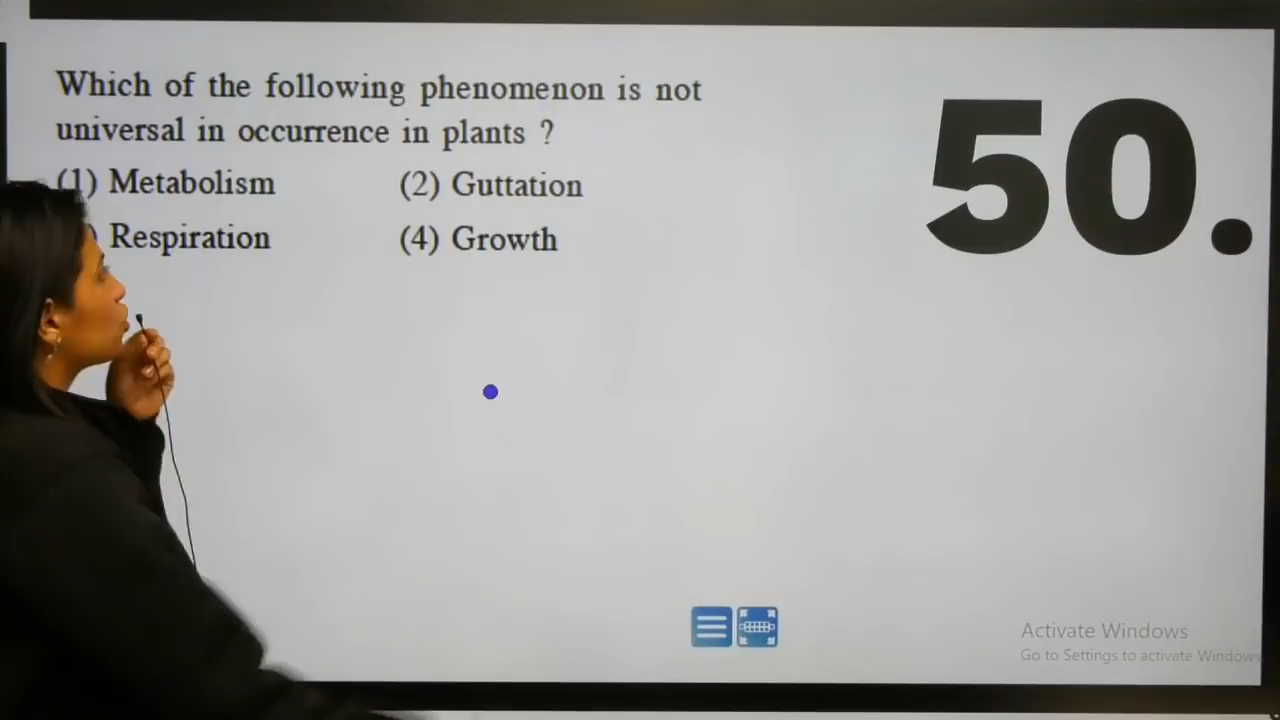 Which of the following phenomenon is not
universal in occurrence in plants ?
(1) Metabolism (2) Guttation
) Respiration (4) Growth
50.
Activate Windows
Go to Settings to activate Windows